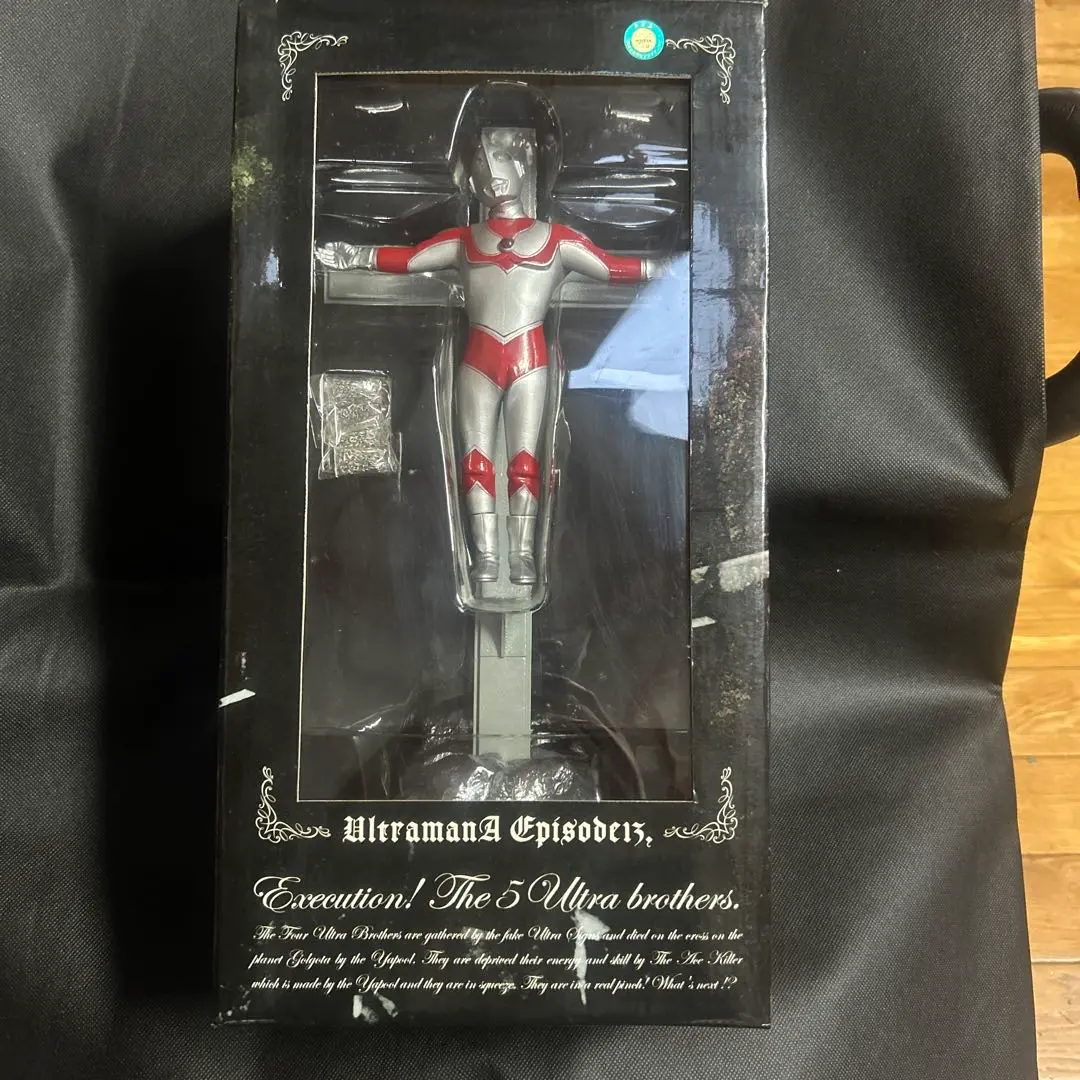 UltramanA Episode13,
Execution! The 5 Ultra brothers.
The Four Ultra Brothers are gathered by the fake Ultra Signs and died on the cross on the
planet Golgota by the Yapool. They are deprived their energy and skill by The Ace Killer
which is made by the Yapool and they are in squeeze. They are in a real pinch! What's next!?